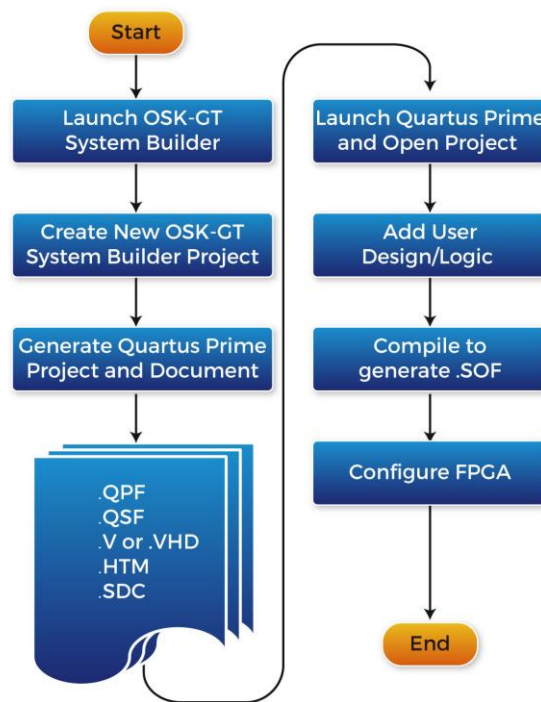 Start
Launch OSK-GT
System Builder
Create New OSK-GT
System Builder Project
Generate Quartus Prime
Project and Document
.QPF
.QSF
.V or .VHD
.HTM
.SDC
Launch Quartus Prime
and Open Project
Add User
Design/Logic
Compile to
generate .SOF
Configure FPGA
End